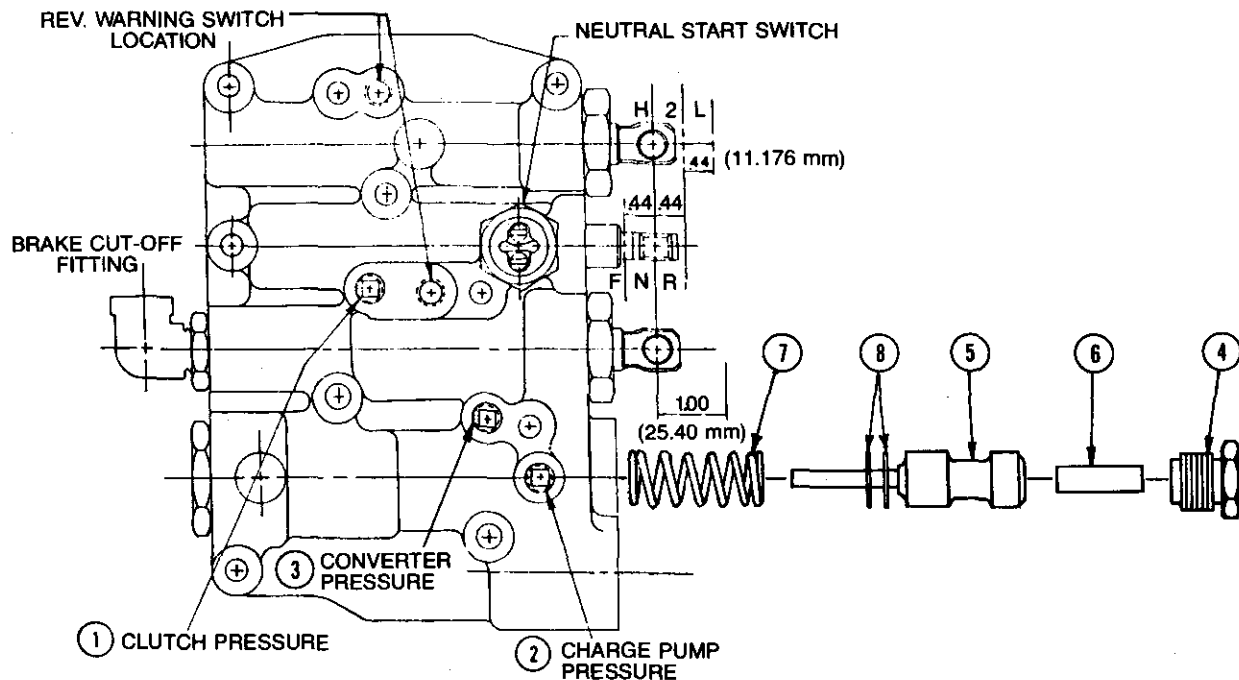 REV. WARNING SWITCH
LOCATION
NEUTRAL START SWITCH
H 2 L
.44 (11.176 mm)
.44 .44
BRAKE CUT-OFF
FITTING
F N R
7
8
5
6
4
1.00
(25.40 mm)
3 CONVERTER
PRESSURE
1 CLUTCH PRESSURE
2 CHARGE PUMP
PRESSURE